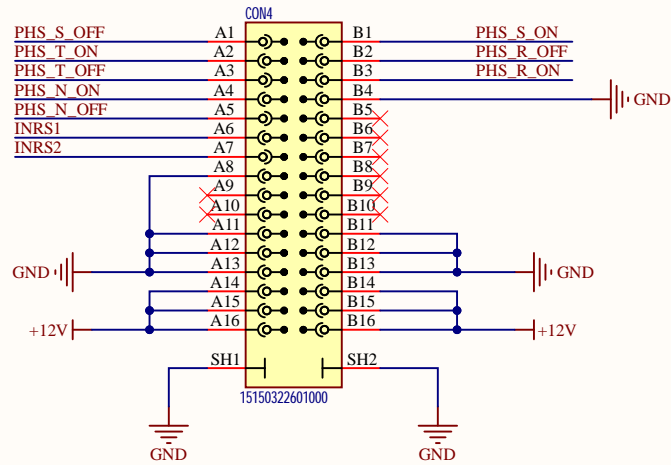 CON4
PHS_S_OFF A1 B1 PHS_S_ON
PHS_T_ON A2 B2 PHS_R_OFF
PHS_T_OFF A3 B3 PHS_R_ON
PHS_N_ON A4 B4 GND
PHS_N_OFF A5 B5
INRS1 A6 B6
INRS2 A7 B7
A8 B8
A9 B9
A10 B10
A11 B11
A12 B12
GND A13 B13 GND
A14 B14
A15 B15
+12V A16 B16 +12V
SH1 SH2
15150322601000
GND GND